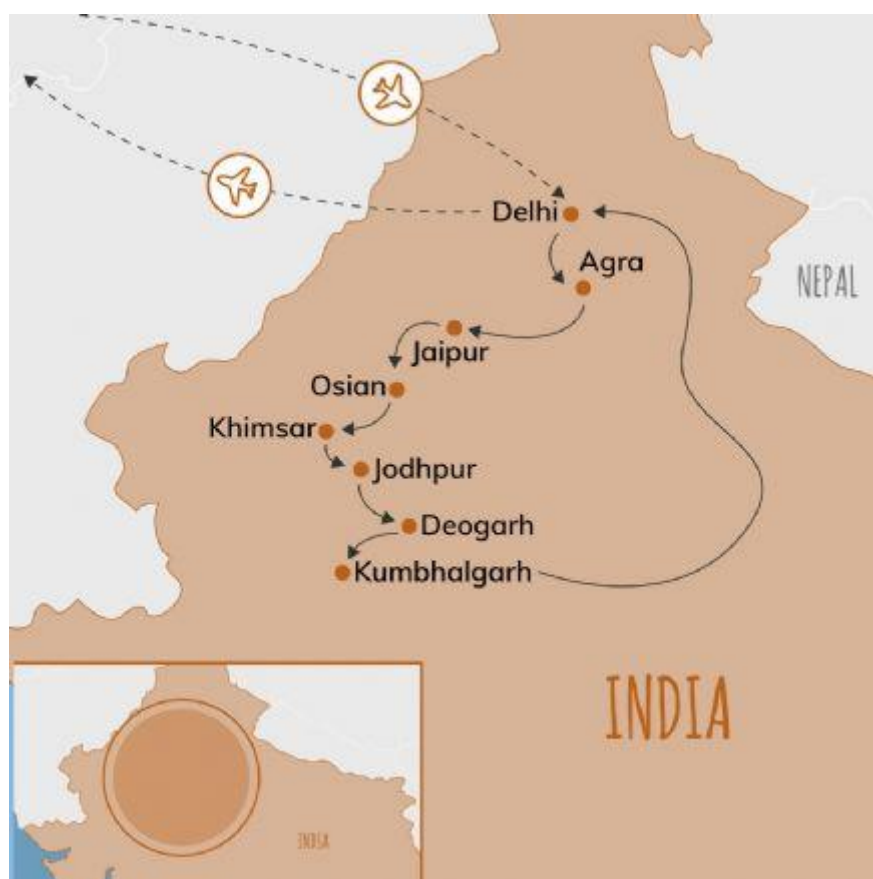 Delhi
Agra
NEPAL
Jaipur
Osian
Khimsar
Jodhpur
Deogarh
Kumbhalgarh
INDIA
INDIA